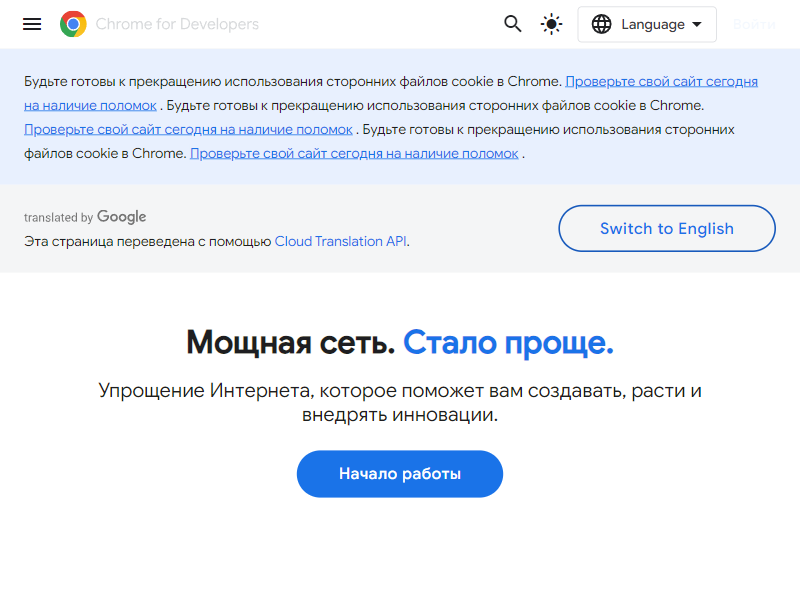 Chrome for Developers
Language
Войти
Будьте готовы к прекращению использования сторонних файлов cookie в Chrome. Проверьте свой сайт сегодня
на наличие поломок . Будьте готовы к прекращению использования сторонних файлов cookie в Chrome.
Проверьте свой сайт сегодня на наличие поломок . Будьте готовы к прекращению использования сторонних
файлов cookie в Chrome. Проверьте свой сайт сегодня на наличие поломок .
translated by Google
Эта страница переведена с помощью Cloud Translation API.
Switch to English
Мощная сеть. Стало проще.
Упрощение Интернета, которое поможет вам создавать, расти и
внедрять инновации.
Начало работы